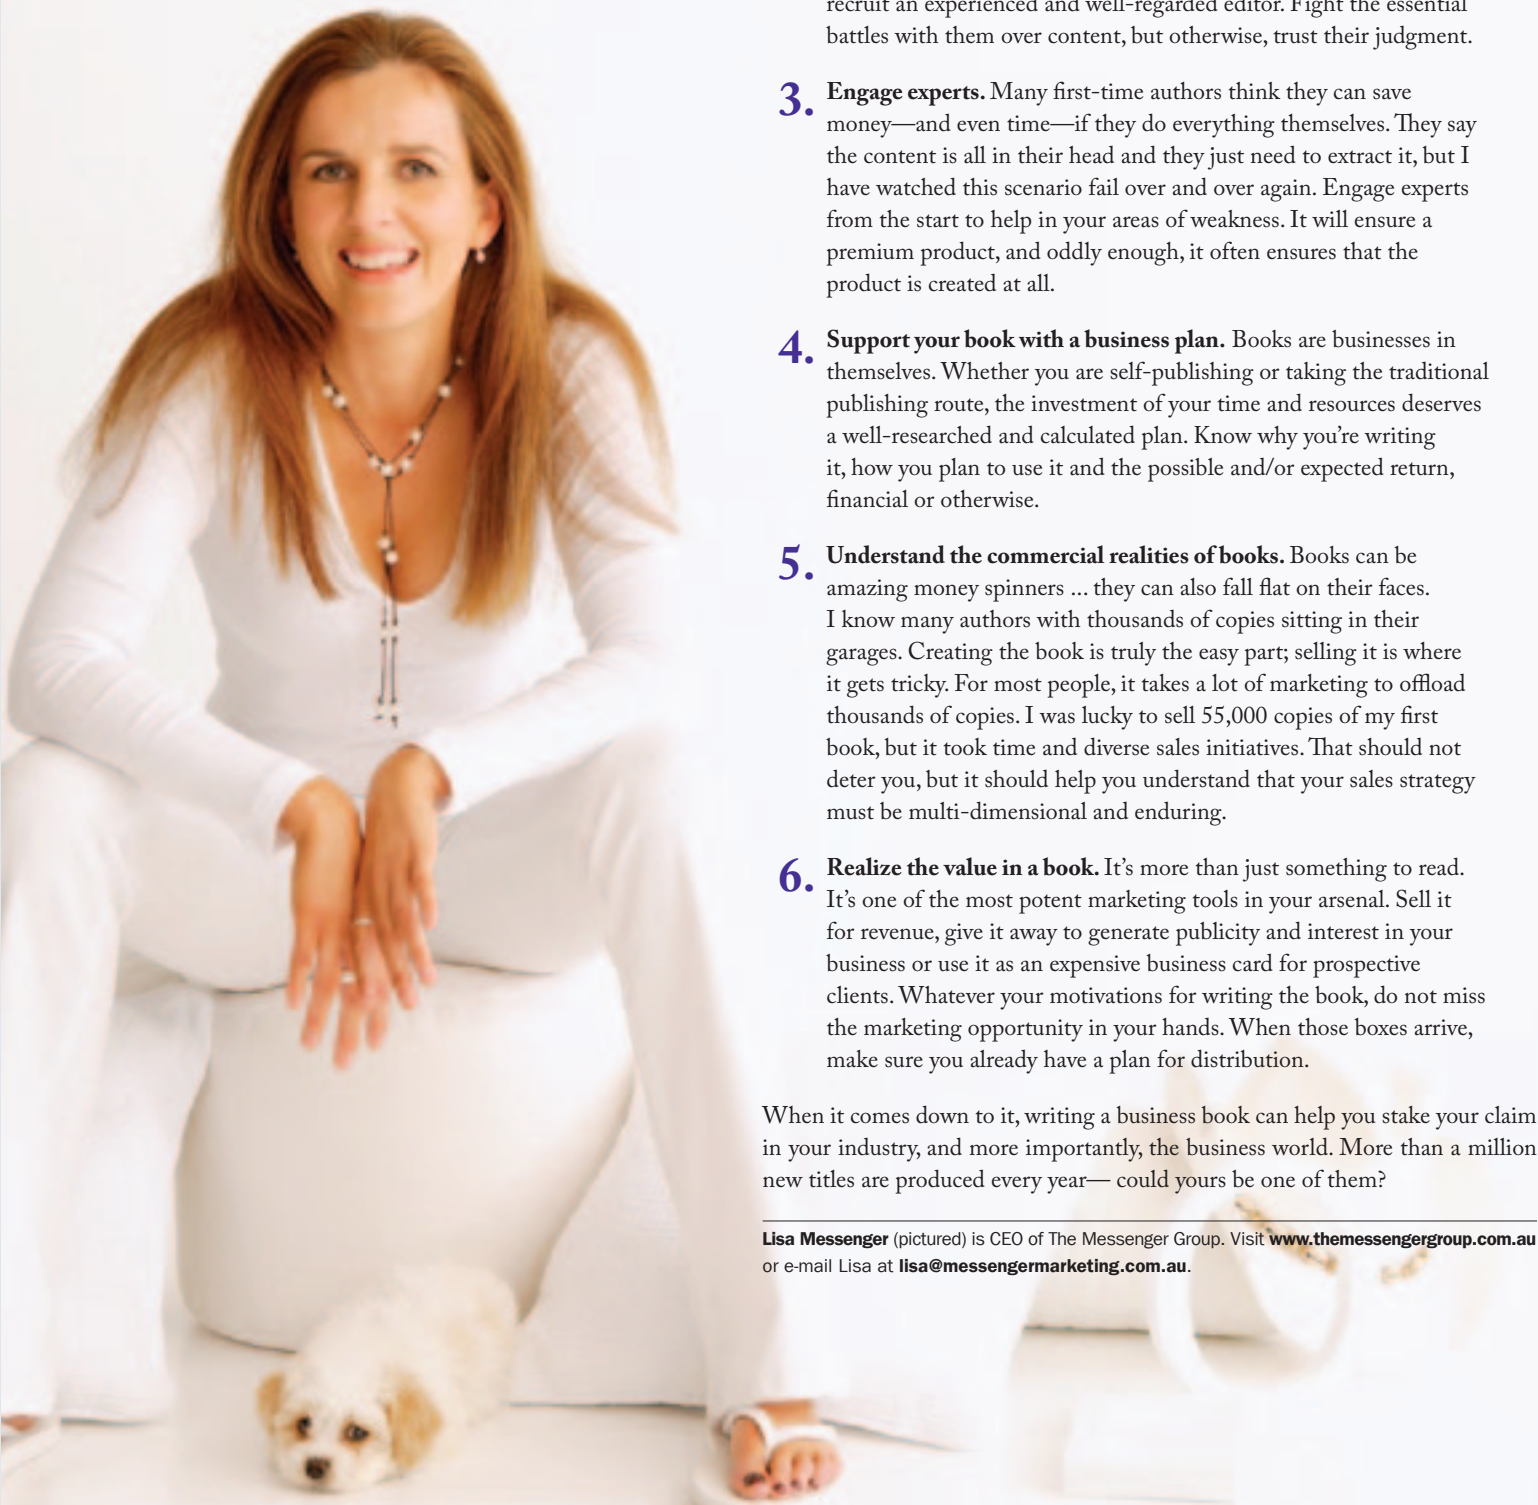 recruit an experienced and well-regarded editor. Fight the essential
battles with them over content, but otherwise, trust their judgment.
3. Engage experts. Many first-time authors think they can save
money—and even time—if they do everything themselves. They say
the content is all in their head and they just need to extract it, but I
have watched this scenario fail over and over again. Engage experts
from the start to help in your areas of weakness. It will ensure a
premium product, and oddly enough, it often ensures that the
product is created at all.
4. Support your book with a business plan. Books are businesses in
themselves. Whether you are self-publishing or taking the traditional
publishing route, the investment of your time and resources deserves
a well-researched and calculated plan. Know why you’re writing
it, how you plan to use it and the possible and/or expected return,
financial or otherwise.
5. Understand the commercial realities of books. Books can be
amazing money spinners ... they can also fall flat on their faces.
I know many authors with thousands of copies sitting in their
garages. Creating the book is truly the easy part; selling it is where
it gets tricky. For most people, it takes a lot of marketing to offload
thousands of copies. I was lucky to sell 55,000 copies of my first
book, but it took time and diverse sales initiatives. That should not
deter you, but it should help you understand that your sales strategy
must be multi-dimensional and enduring.
6. Realize the value in a book. It’s more than just something to read.
It’s one of the most potent marketing tools in your arsenal. Sell it
for revenue, give it away to generate publicity and interest in your
business or use it as an expensive business card for prospective
clients. Whatever your motivations for writing the book, do not miss
the marketing opportunity in your hands. When those boxes arrive,
make sure you already have a plan for distribution.
When it comes down to it, writing a business book can help you stake your claim
in your industry, and more importantly, the business world. More than a million
new titles are produced every year— could yours be one of them?
Lisa Messenger (pictured) is CEO of The Messenger Group. Visit www.themessengergroup.com.au
or e-mail Lisa at lisa@messengermarketing.com.au.